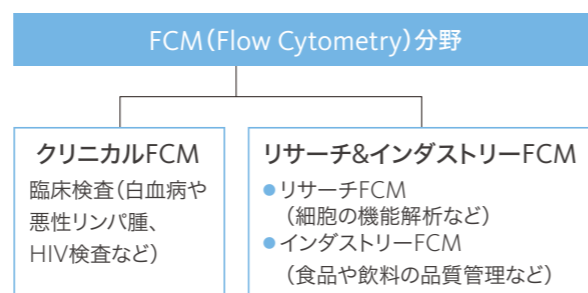 FCM(Flow Cytometry)分野
クリニカルFCM
臨床検査(白血病や
悪性リンパ腫、
HIV検査など)
リサーチ&インダストリーFCM
●リサーチFCM
(細胞の機能解析など)
●インダストリーFCM
(食品や飲料の品質管理など)